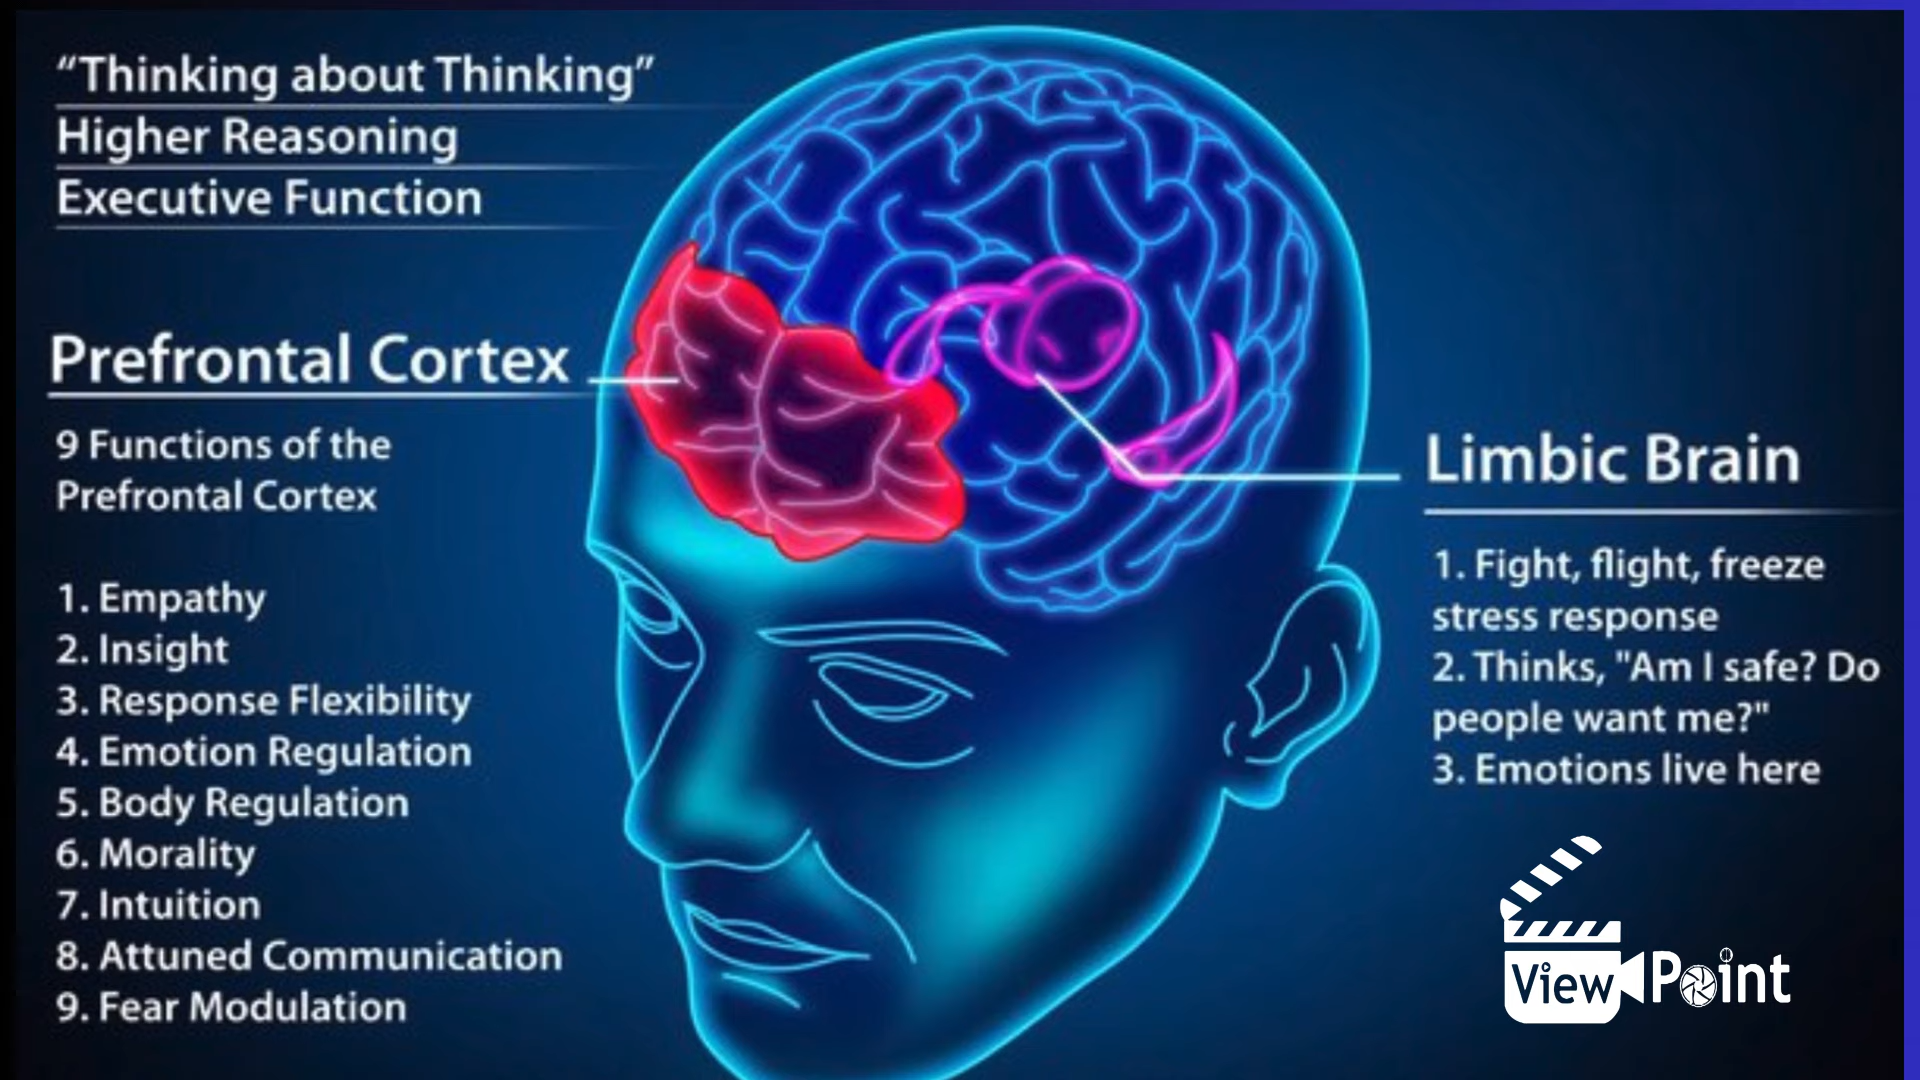 “Thinking about Thinking”
Higher Reasoning
Executive Function
Prefrontal Cortex
9 Functions of the
Prefrontal Cortex
1. Empathy
2. Insight
3. Response Flexibility
4. Emotion Regulation
5. Body Regulation
6. Morality
7. Intuition
8. Attuned Communication
9. Fear Modulation
Limbic Brain
1. Fight, flight, freeze
stress response
2. Thinks, "Am I safe? Do
people want me?"
3. Emotions live here
View Point